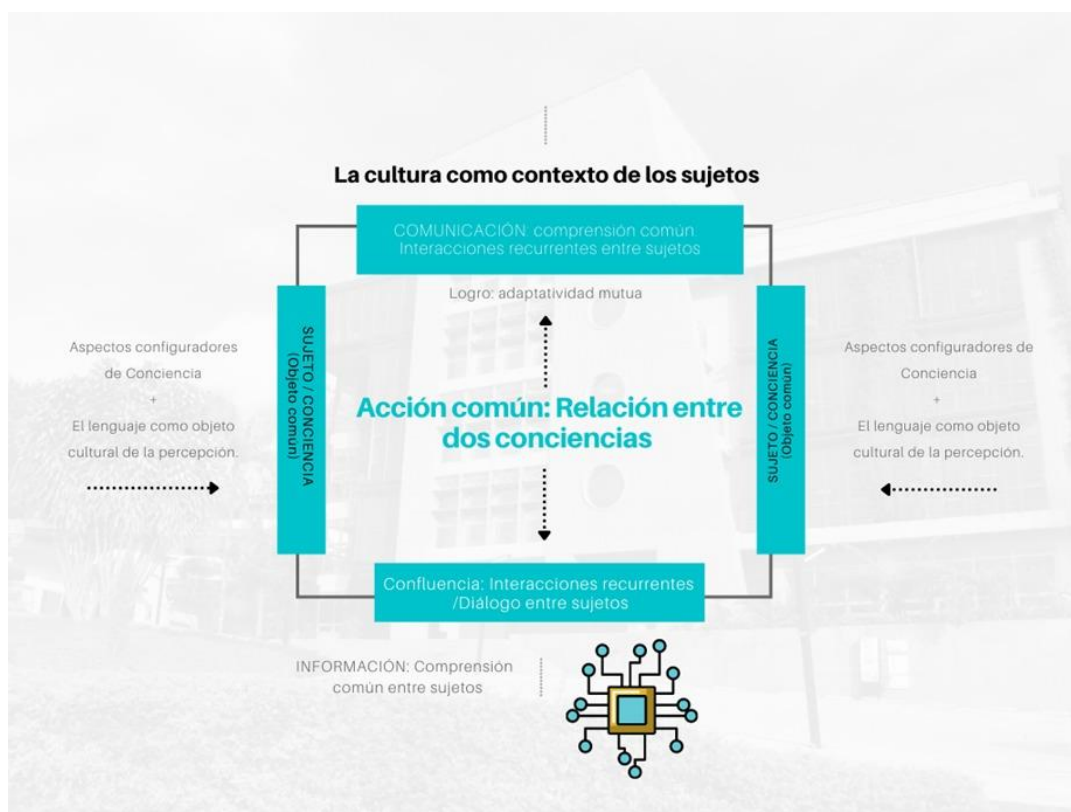 La cultura como contexto de los sujetos
COMUNICACIÓN: comprensión común.
Interacciones recurrentes entre sujetos
Logro: adaptatividad mutua
Aspectos configuradores
de Conciencia
+
El lenguaje como objeto
cultural de la percepción.
SUJETO / CONCIENCIA
(Objeto común)
Acción común: Relación entre
dos conciencias
SUJETO / CONCIENCIA
(Objeto común)
Aspectos configuradores de
Conciencia
+
El lenguaje como objeto
cultural de la percepción.
Confluencia: Interacciones recurrentes
/Diálogo entre sujetos
INFORMACIÓN: Comprensión
común entre sujetos